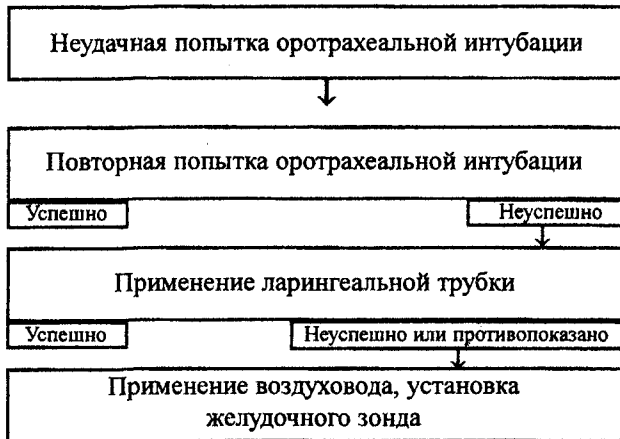 Неудачная попытка оротрахеальной интубации
Повторная попытка оротрахеальной интубации
Успешно
Неуспешно
Применение ларингеальной трубки
Успешно
Неуспешно или противопоказано
Применение воздуховода, установка
желудочного зонда